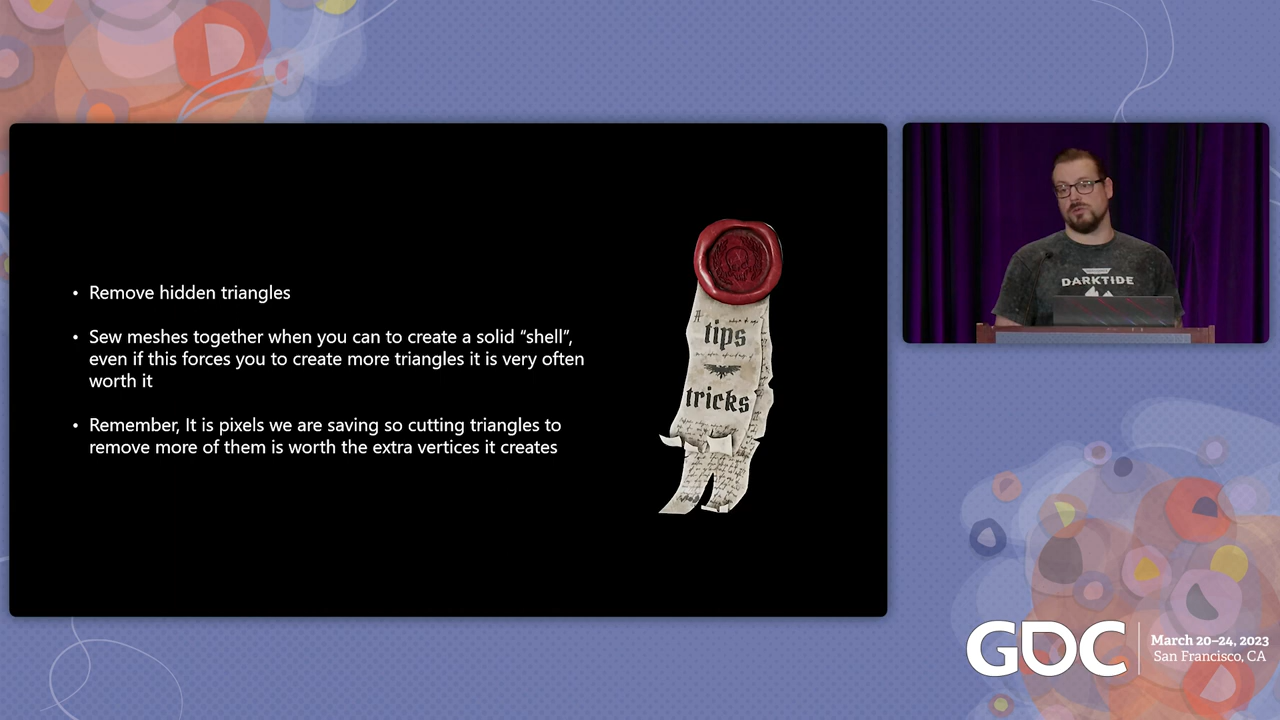 • Remove hidden triangles
• Sew meshes together when you can to create a solid “shell”,
even if this forces you to create more triangles it is very often
worth it
• Remember, It is pixels we are saving so cutting triangles to
remove more of them is worth the extra vertices it creates
tips
tricks
DARKTIDE
GDC
March 20–24, 2023
San Francisco, CA